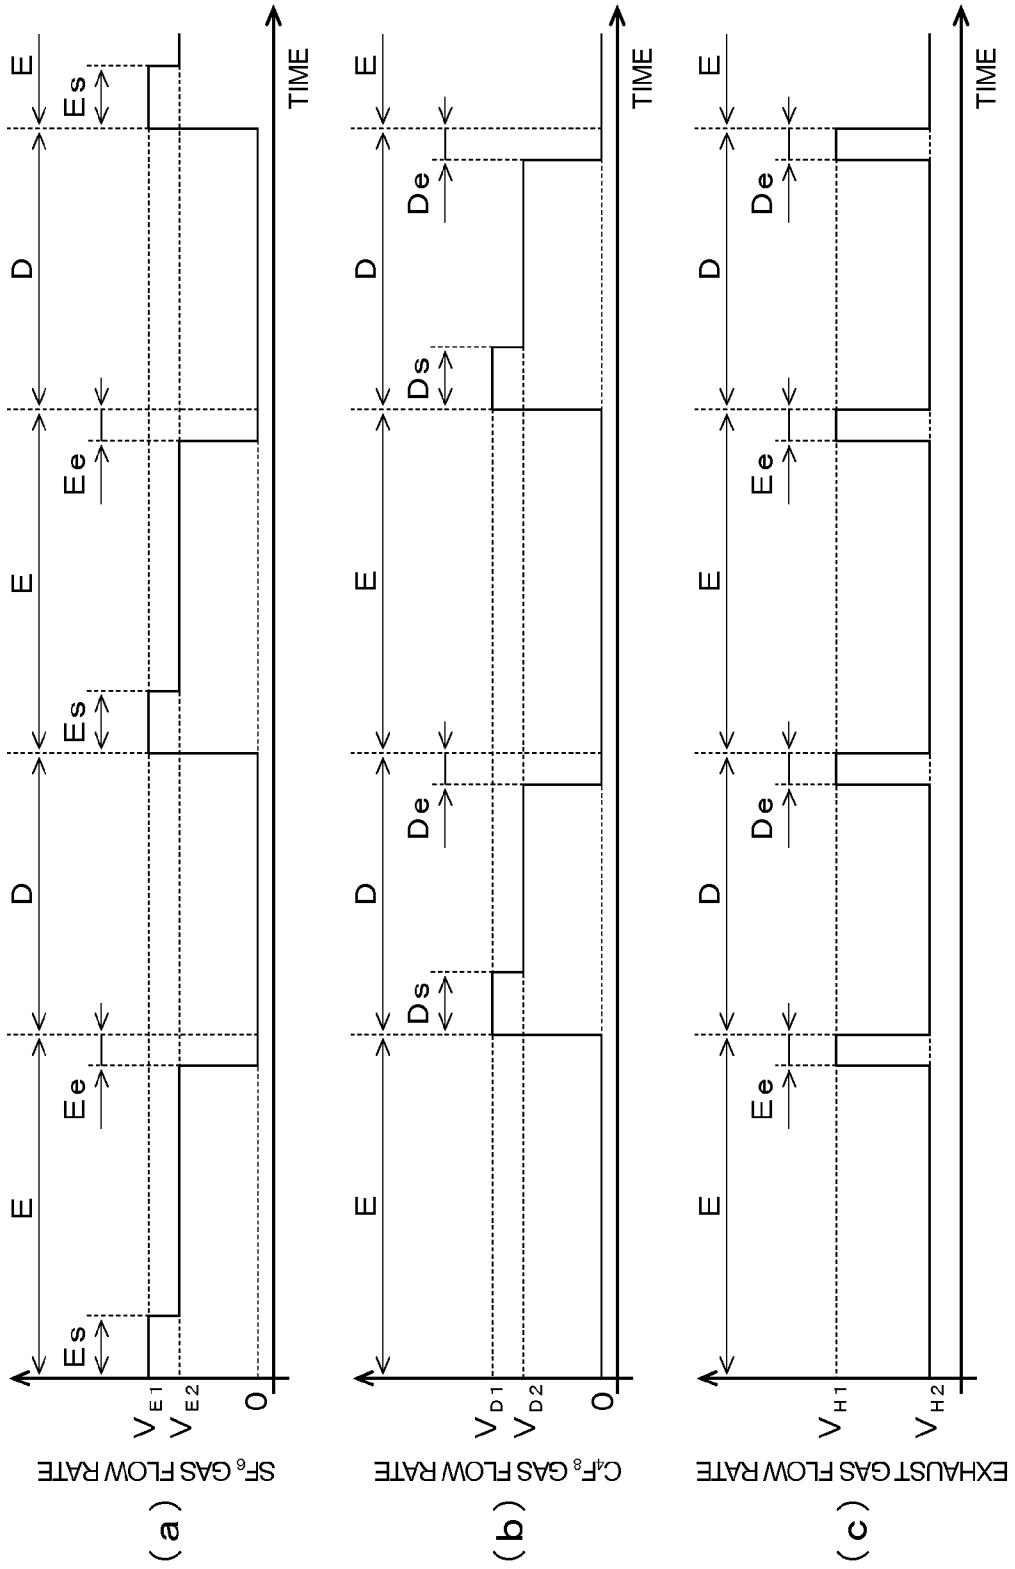 (a)
SF6 GAS FLOW RATE
VE1
VE2
0
E D E D E
Es Ee Es Ee Es
TIME
(b)
C4F8 GAS FLOW RATE
VD1
VD2
0
E D E D E
Ds De Ds De
TIME
(c)
EXHAUST GAS FLOW RATE
VH1
VH2
E D E D E
Ee De Ee De
TIME